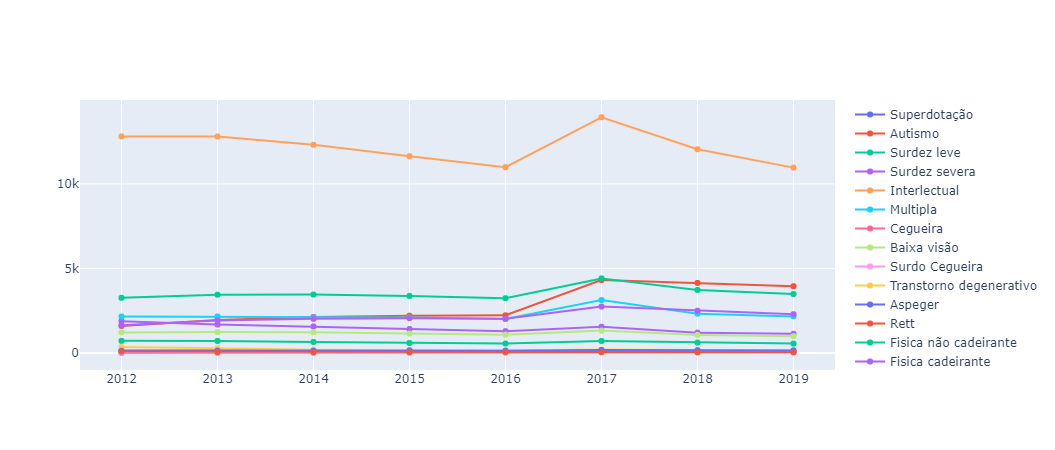 10k
5k
0
2012 2013 2014 2015 2016 2017 2018 2019
Superdotação
Autismo
Surdez leve
Surdez severa
Interlectual
Multipla
Cegueira
Baixa visão
Surdo Cegueira
Transtorno degenerativo
Aspeger
Rett
Fisica não cadeirante
Fisica cadeirante